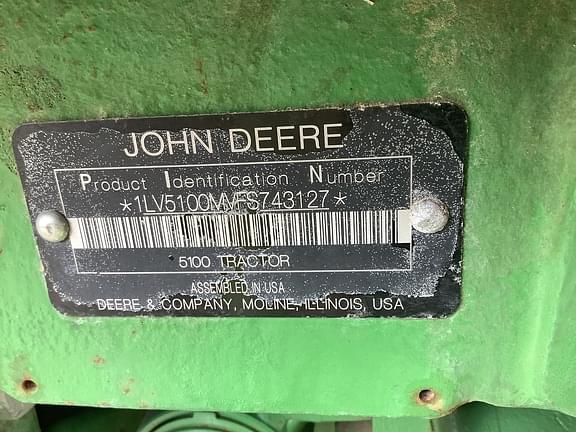 JOHN DEERE
Product Identification Number
*1LV5100MVFS743127*
5100 TRACTOR
ASSEMBLED IN USA
DEERE & COMPANY, MOLINE, ILLINOIS, USA